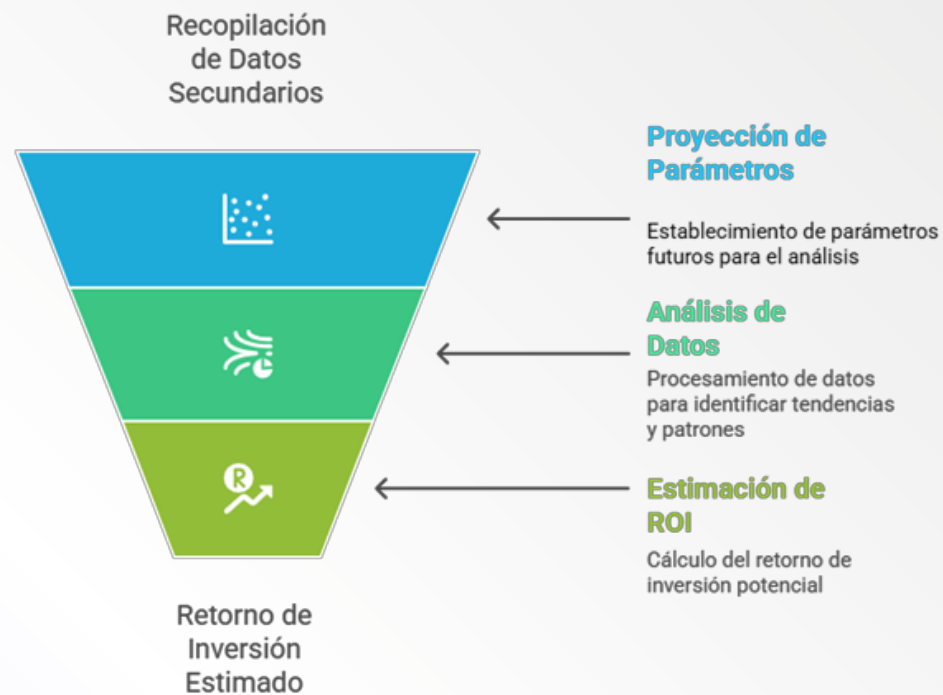 Recopilación
de Datos
Secundarios
Proyección de
Parámetros
Establecimiento de parámetros
futuros para el análisis
Análisis de
Datos
Procesamiento de datos
para identificar tendencias
y patrones
R
Estimación de
ROI
Cálculo del retorno de
inversión potencial
Retorno de
Inversión
Estimado